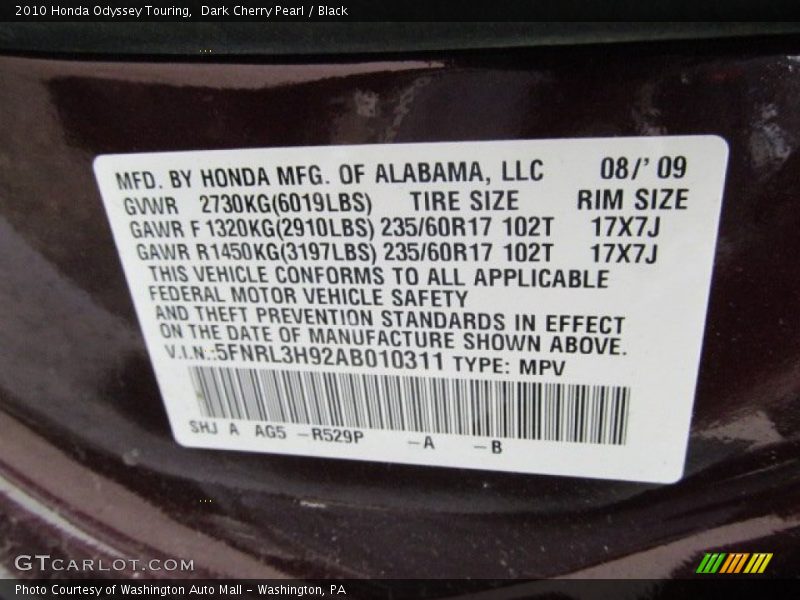 2010 Honda Odyssey Touring,  Dark Cherry Pearl / Black
MFD. BY HONDA MFG. OF ALABAMA, LLC 08/'09
GVWR 2730KG(6019LBS) TIRE SIZE RIM SIZE
GAWR F 1320KG(2910LBS) 235/60R17 102T 17X7J
GAWR R1450KG(3197LBS) 235/60R17 102T 17X7J
THIS VEHICLE CONFORMS TO ALL APPLICABLE
FEDERAL MOTOR VEHICLE SAFETY
AND THEFT PREVENTION STANDARDS IN EFFECT
ON THE DATE OF MANUFACTURE SHOWN ABOVE.
V.I.N.:5FNRL3H92AB010311 TYPE: MPV
SHJ A AG5 -R529P -A -B
GTCARLOT.COM
Photo Courtesy of Washington Auto Mall - Washington, PA